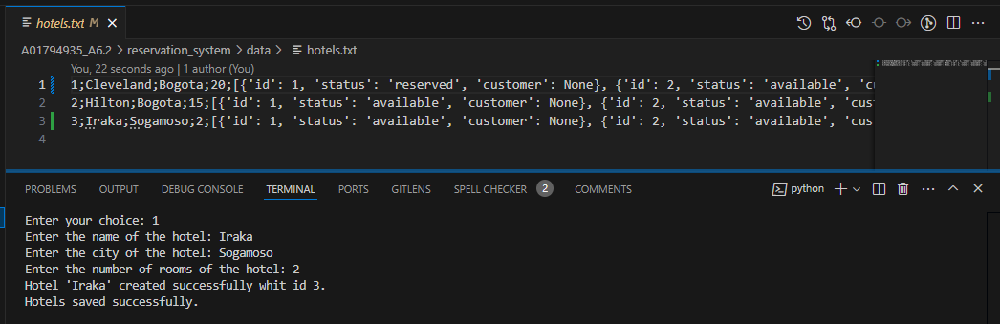 hotels.txt M
A01794935_A6.2 > reservation_system > data > hotels.txt
You, 22 seconds ago | 1 author (You)
1 1;Cleveland;Bogota;20;[{'id': 1, 'status': 'reserved', 'customer': None}, {'id': 2, 'status': 'available', 'c
2 2;Hilton;Bogota;15;[{'id': 1, 'status': 'available', 'customer': None}, {'id': 2, 'status': 'available', 'cus
3 3;Iraka;Sogamoso;2;[{'id': 1, 'status': 'available', 'customer': None}, {'id': 2, 'status': 'available', 'cus
4
PROBLEMS OUTPUT DEBUG CONSOLE TERMINAL PORTS GITLENS SPELL CHECKER 2 COMMENTS python
Enter your choice: 1
Enter the name of the hotel: Iraka
Enter the city of the hotel: Sogamoso
Enter the number of rooms of the hotel: 2
Hotel 'Iraka' created successfully whit id 3.
Hotels saved successfully.